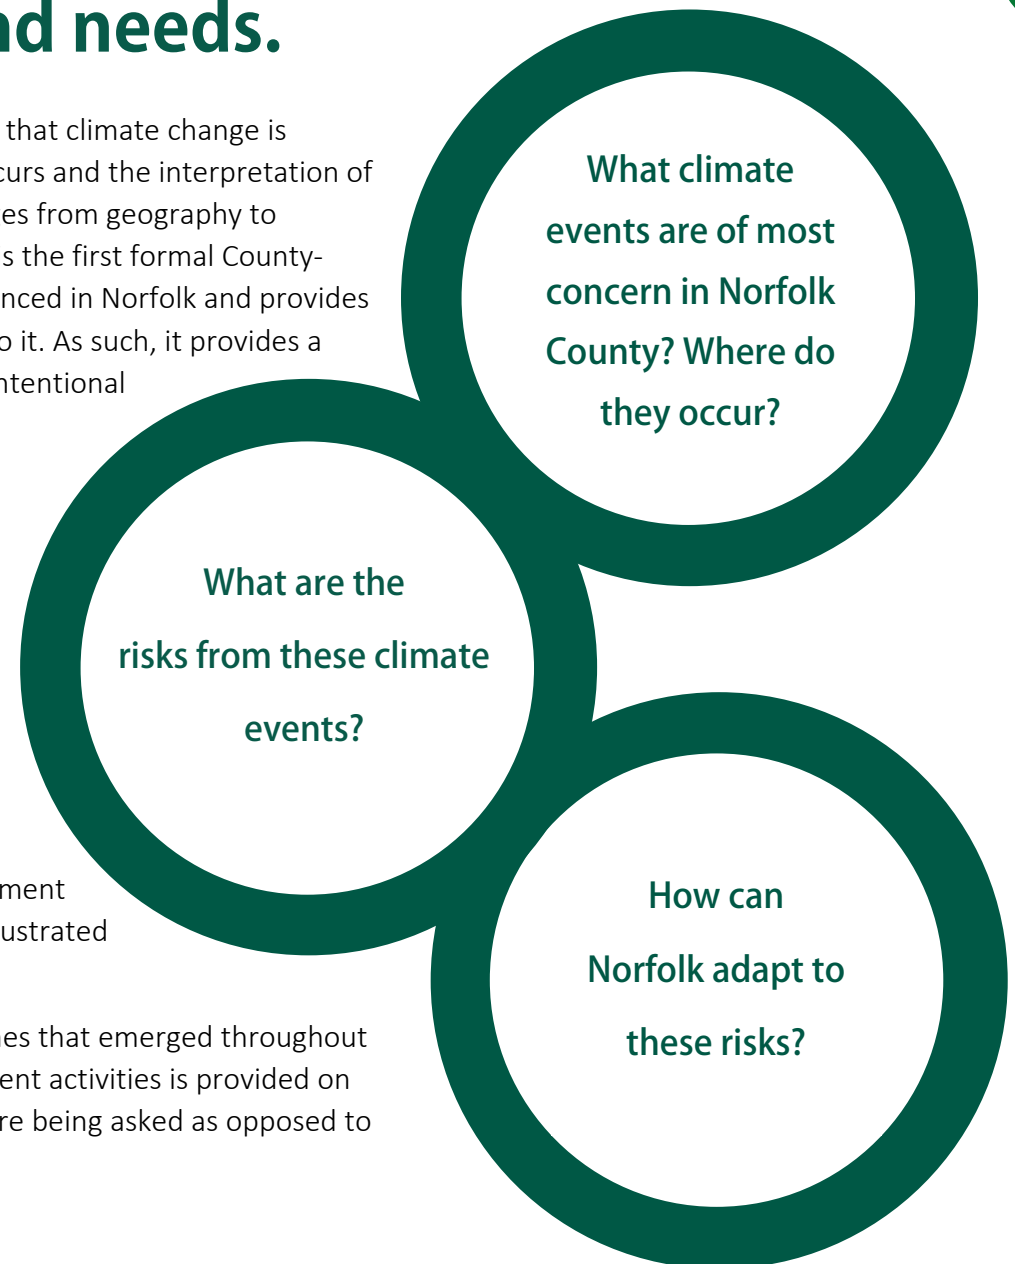 nd needs.
that climate change is
curs and the interpretation of
ges from geography to
s the first formal County-
nced in Norfolk and provides
o it. As such, it provides a
ntentional
What climate
events are of most
concern in Norfolk
County? Where do
they occur?
What are the
risks from these climate
events?
ment
ustrated
How can
Norfolk adapt to
these risks?
nes that emerged throughout
ent activities is provided on
re being asked as opposed to